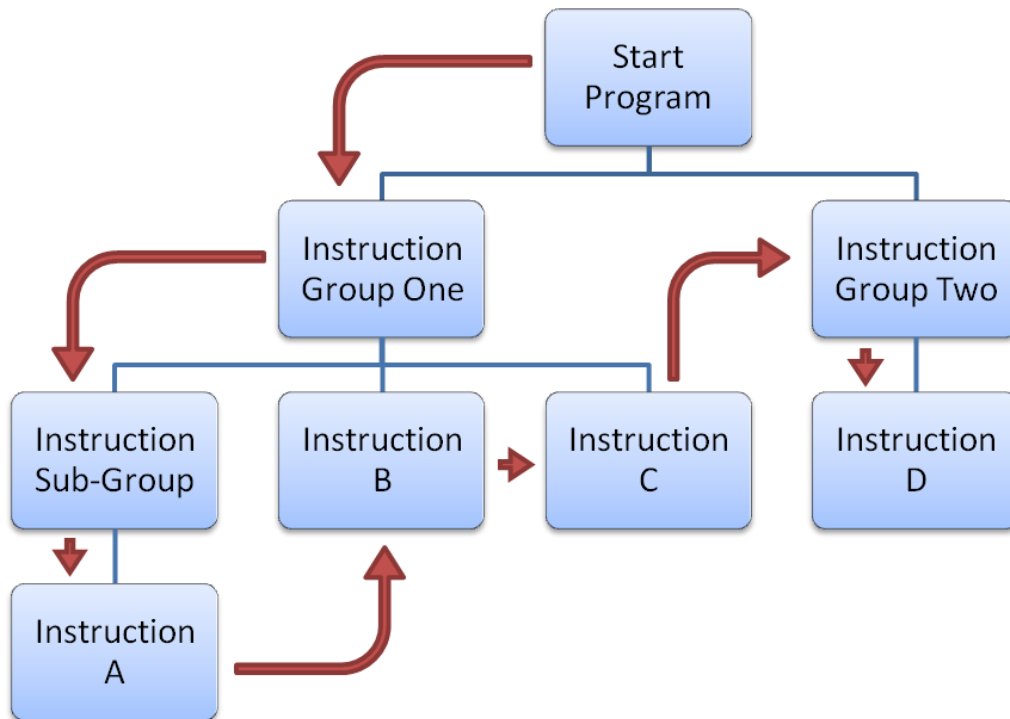 Start
Program
Instruction
Group One
Instruction
Group Two
Instruction
Sub-Group
Instruction
B
Instruction
C
Instruction
D
Instruction
A